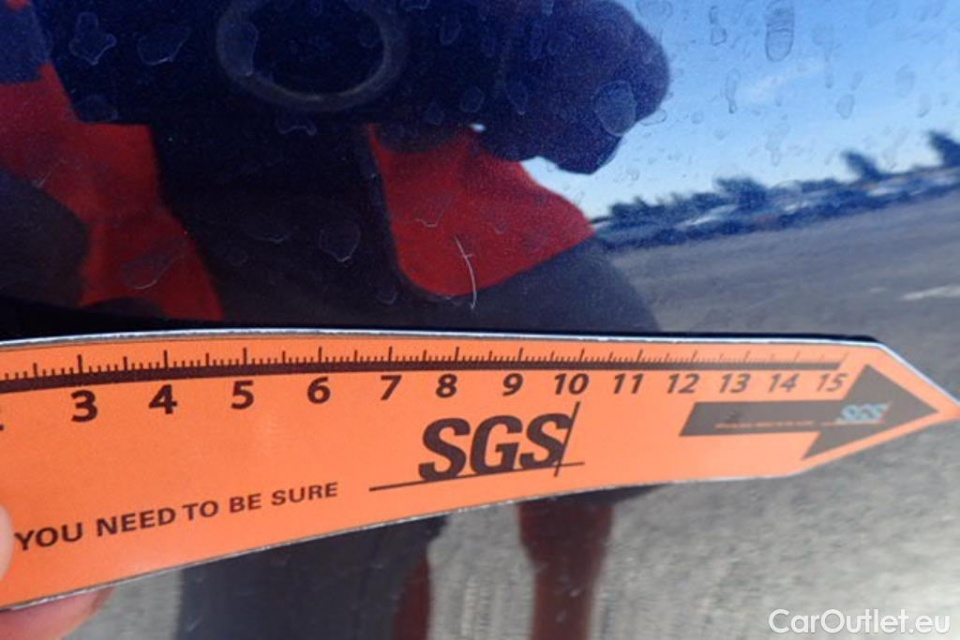 3 4 5 6 7 8 9 10 11 12 13 14 15
SGS
SGS
YOU NEED TO BE SURE
CarOutlet.eu